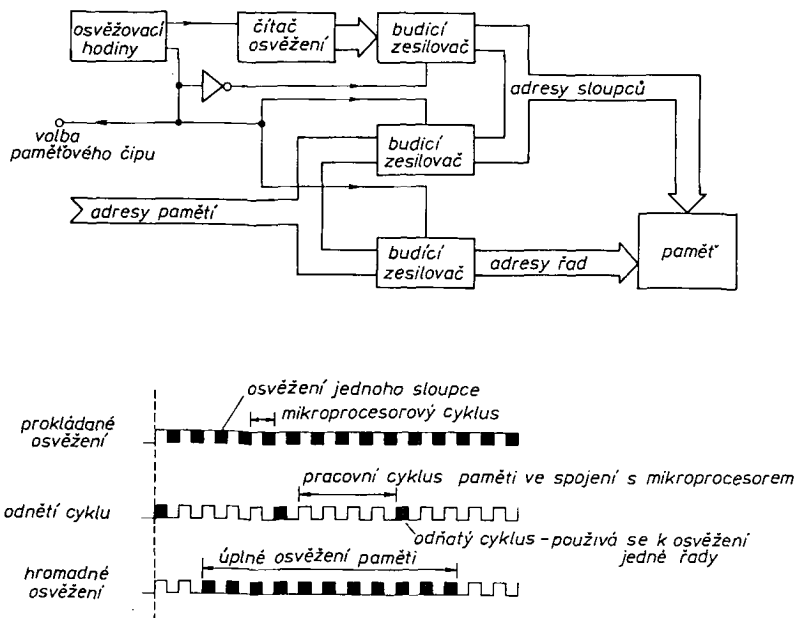 osvěžovací
hodiny
čítač
osvěžení
budicí
zesilovač
adresy sloupců
volba
paměťového čipu
budicí
zesilovač
adresy pamětí
budící
zesilovač
adresy řad
paměť
osvěžení jednoho sloupce
mikroprocesorový cyklus
prokládané
osvěžení
pracovní cyklus paměti ve spojení s mikroprocesorem
odnětí cyklu
odňatý cyklus – používá se k osvěžení
jedné řady
úplné osvěžení paměti
hromadné
osvěžení